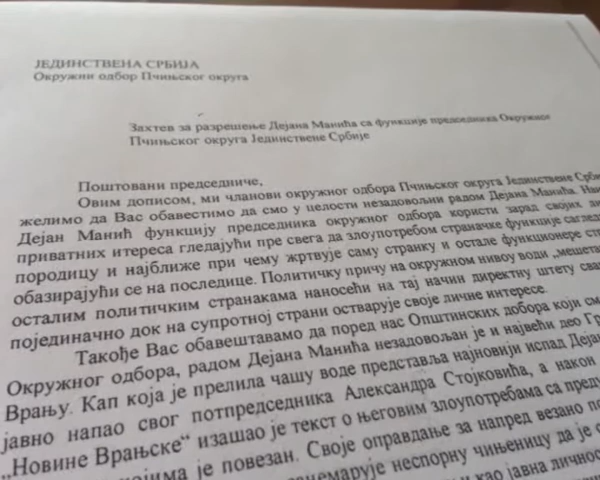 ЈЕДИНСТВЕНА СРБИЈА
Окружни одбор Пчињског округа
Захтев за разрешење Дејана Манића са функције председника Окружног
Пчињског округа Јединствене Србије
Поштовани председниче,
Овим дописом, ми чланови окружног одбора Пчињског округа Јединствене
желимо да Вас обавестимо да смо у целости незадовољни радом Дејана Манића.
Дејан Манић функцију председника окружног одбора користи зарад својих
приватних интереса гледајући пре свега да злоупотребом страначке функције
породицу и најближе при чему жртвује саму странку и остале функционере
обазирајући се на последице. Политичку причу на окружном нивоу води
осталим политичким странакама наносећи на тај начин директну штету
појединачно док на супротној страни остварује своје личне интересе.
Такође Вас обавештавамо да поред нас Општинских добора који
Окружног одбора, радом Дејана Манића незадовољан је и највећи део
Врању. Кап која је прелила чашу воде представља најновији испад
јавно напао свог потпредседника Александра Стојковића, а након
„Новине Врањске“ изашао је текст о његовим злоупотребама са
је повезан. Своје оправдање за напред везано
неспорну чињеницу да је
као јавна